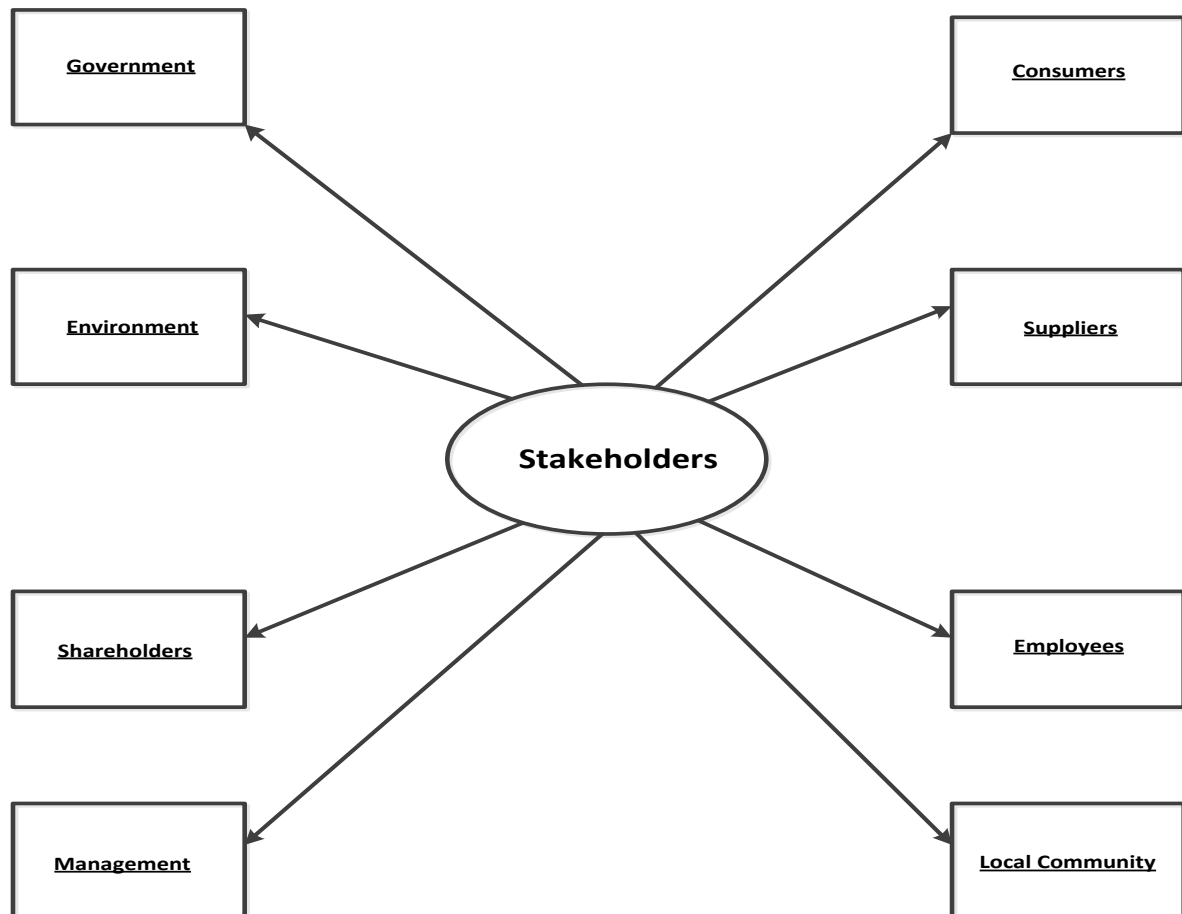 Government
Consumers
Environment
Suppliers
Stakeholders
Shareholders
Employees
Management
Local Community